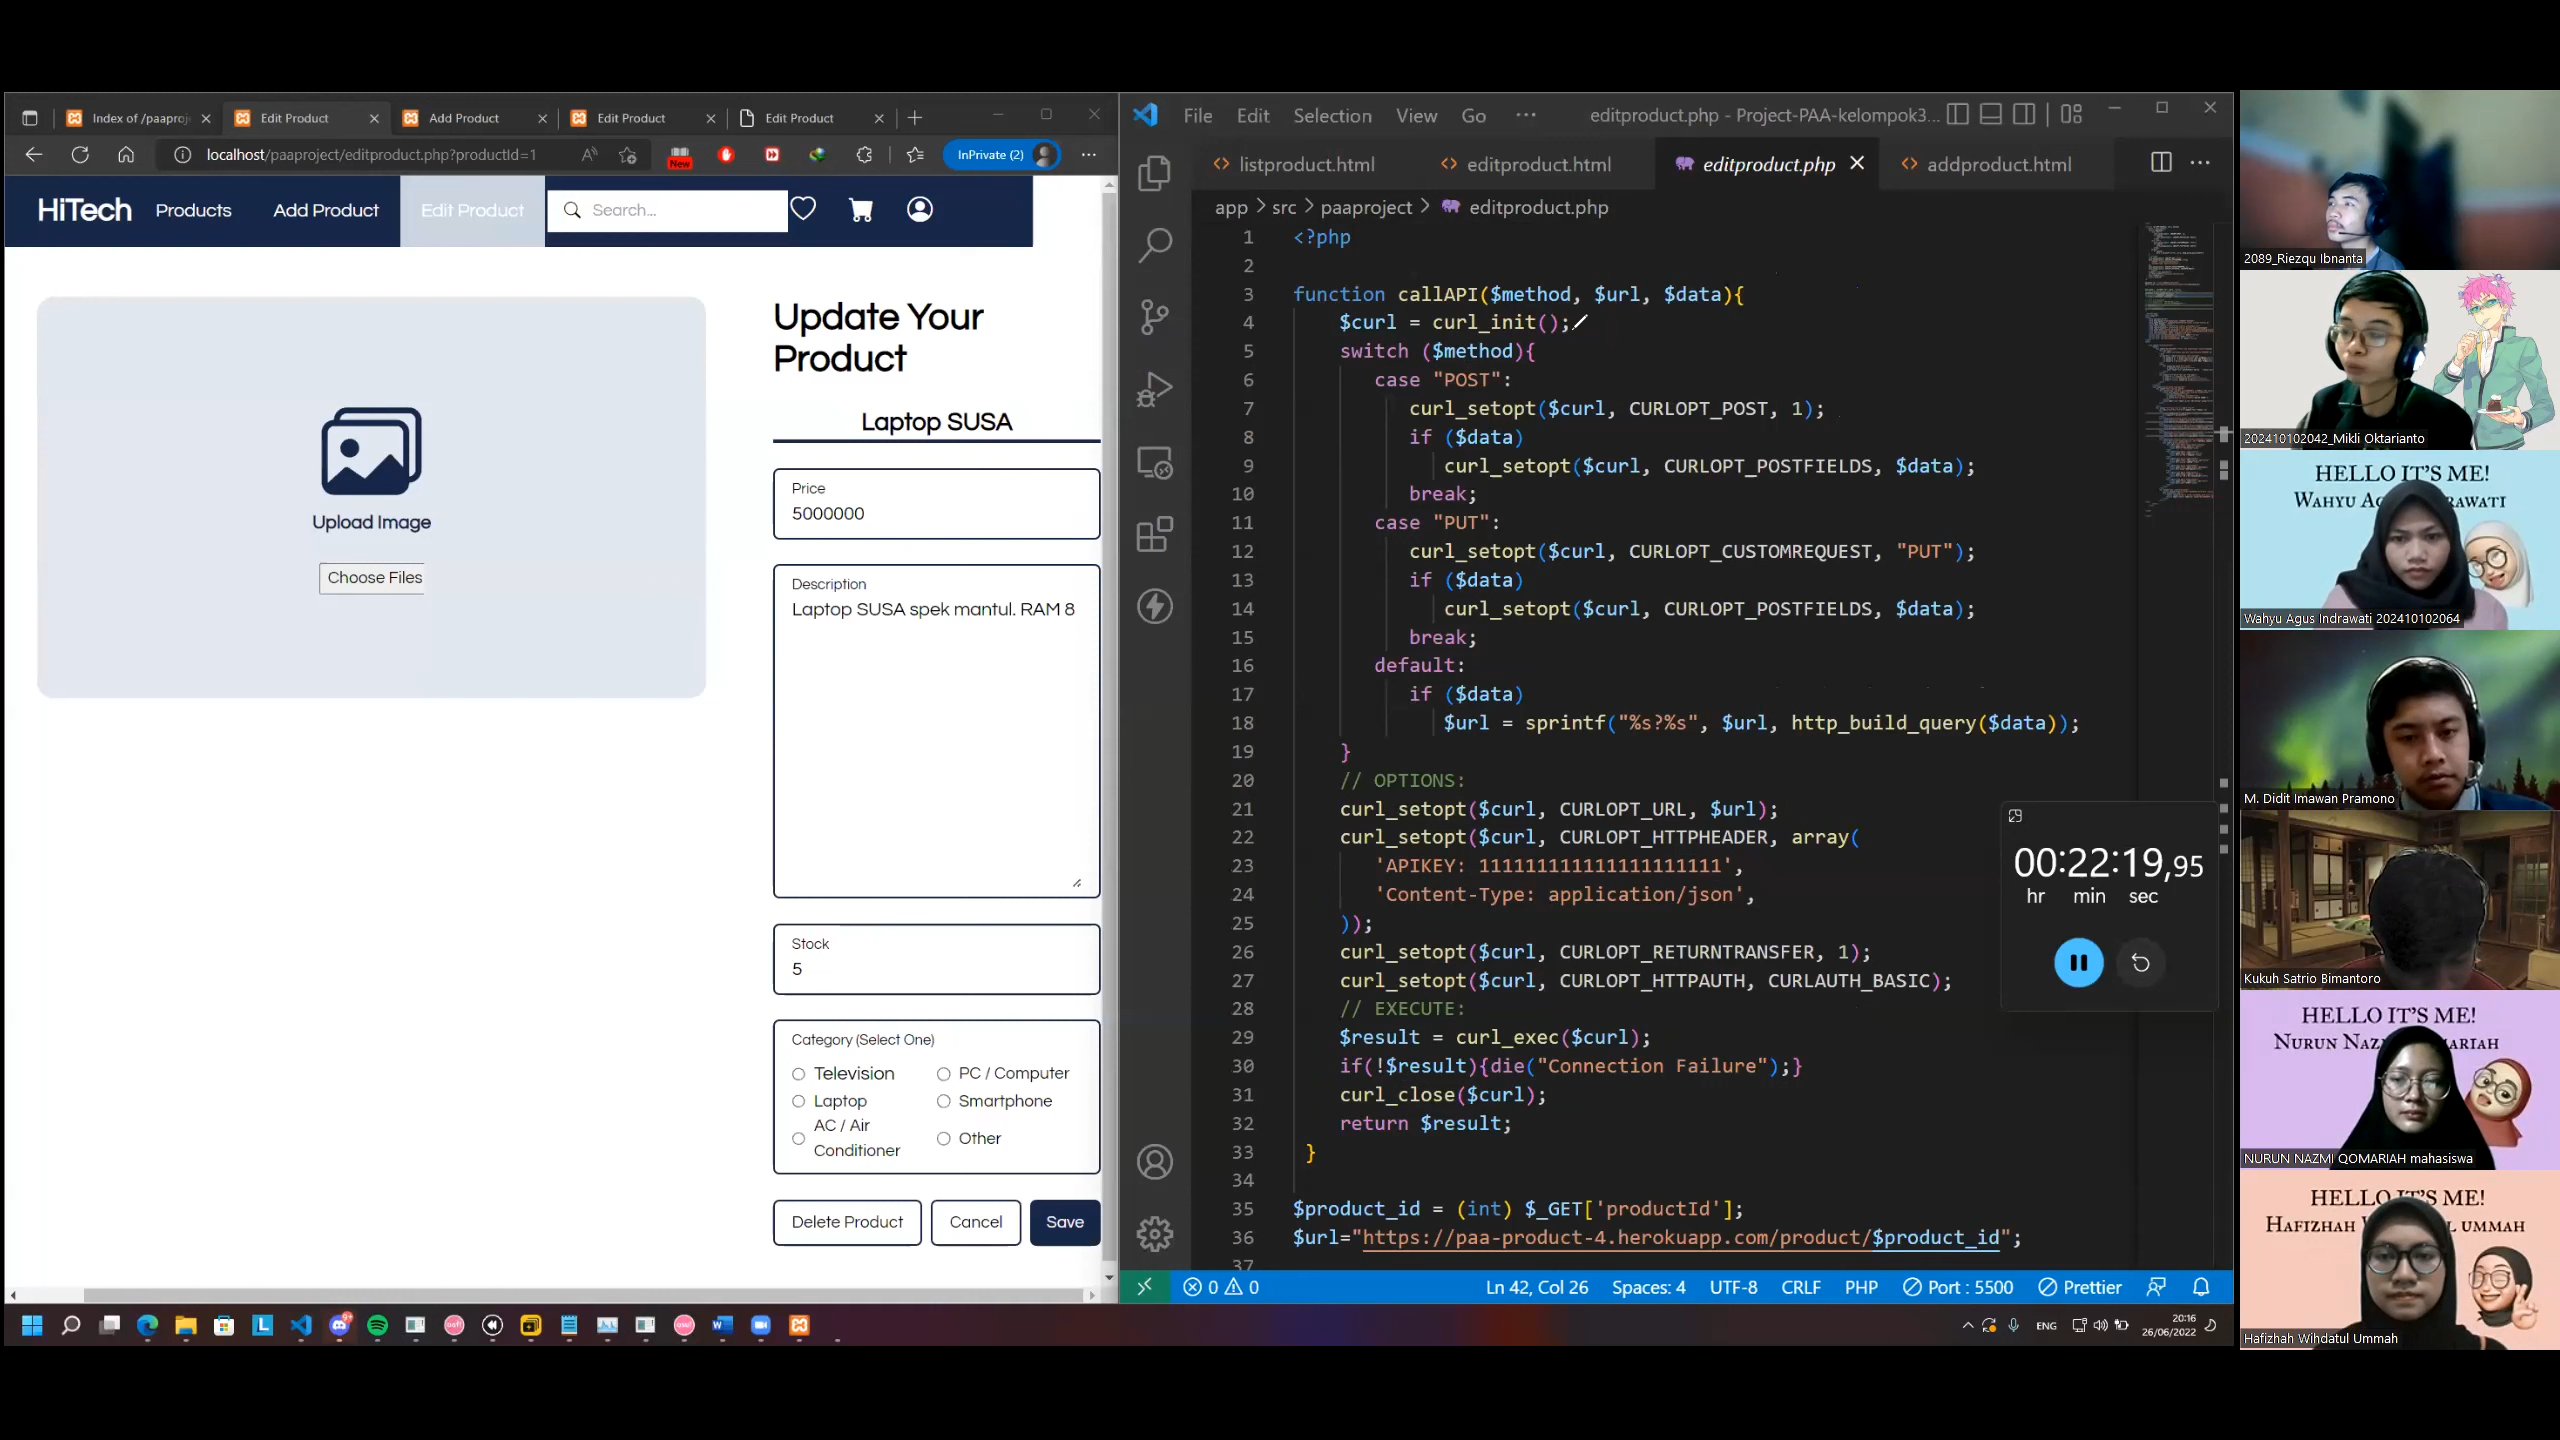 Index of /paaproj
Edit Product
Add Product
Edit Product
Edit Product
localhost/paaproject/editproduct.php?productId=1
New
InPrivate (2)
HiTech
Products
Add Product
Edit Product
Search...
Upload Image
Choose Files
Update Your
Product
Laptop SUSA
Price
5000000
Description
Laptop SUSA spek mantul. RAM 8
Stock
5
Category (Select One)
Television
PC / Computer
Laptop
Smartphone
AC / Air
Conditioner
Other
Delete Product
Cancel
Save
File Edit Selection View Go ···
editproduct.php - Project-PAA-kelompok3...
listproduct.html
editproduct.html
editproduct.php
addproduct.html
app > src > paaproject > editproduct.php
1 <?php
2
3 function callAPI($method, $url, $data){
4 $curl = curl_init();
5 switch ($method){
6 case "POST":
7 curl_setopt($curl, CURLOPT_POST, 1);
8 if ($data)
9 curl_setopt($curl, CURLOPT_POSTFIELDS, $data);
10 break;
11 case "PUT":
12 curl_setopt($curl, CURLOPT_CUSTOMREQUEST, "PUT");
13 if ($data)
14 curl_setopt($curl, CURLOPT_POSTFIELDS, $data);
15 break;
16 default:
17 if ($data)
18 $url = sprintf("%s?%s", $url, http_build_query($data));
19 }
20 // OPTIONS:
21 curl_setopt($curl, CURLOPT_URL, $url);
22 curl_setopt($curl, CURLOPT_HTTPHEADER, array(
23 'APIKEY: 111111111111111111111',
24 'Content-Type: application/json',
25 ));
26 curl_setopt($curl, CURLOPT_RETURNTRANSFER, 1);
27 curl_setopt($curl, CURLOPT_HTTPAUTH, CURLAUTH_BASIC);
28 // EXECUTE:
29 $result = curl_exec($curl);
30 if(!$result){die("Connection Failure");}
31 curl_close($curl);
32 return $result;
33 }
34
35 $product_id = (int) $_GET['productId'];
36 $url="https://paa-product-4.herokuapp.com/product/$product_id";
37
00:22:19,95
hr min sec
0 0
Ln 42, Col 26
Spaces: 4
UTF-8
CRLF
PHP
Port : 5500
Prettier
ENG
20:16
26/06/2022
2089_Riezqu Ibnanta
202410102042_Mikli Oktarianto
HELLO IT'S ME!
Wahyu Agus Indrawati 202410102064
M. Didit Imawan Pramono
Kukuh Satrio Bimantoro
HELLO IT'S ME!
NURUN NAZMI QOMARIAH mahasiswa
HELLO IT'S ME!
Hafizhah Wihdatul Ummah